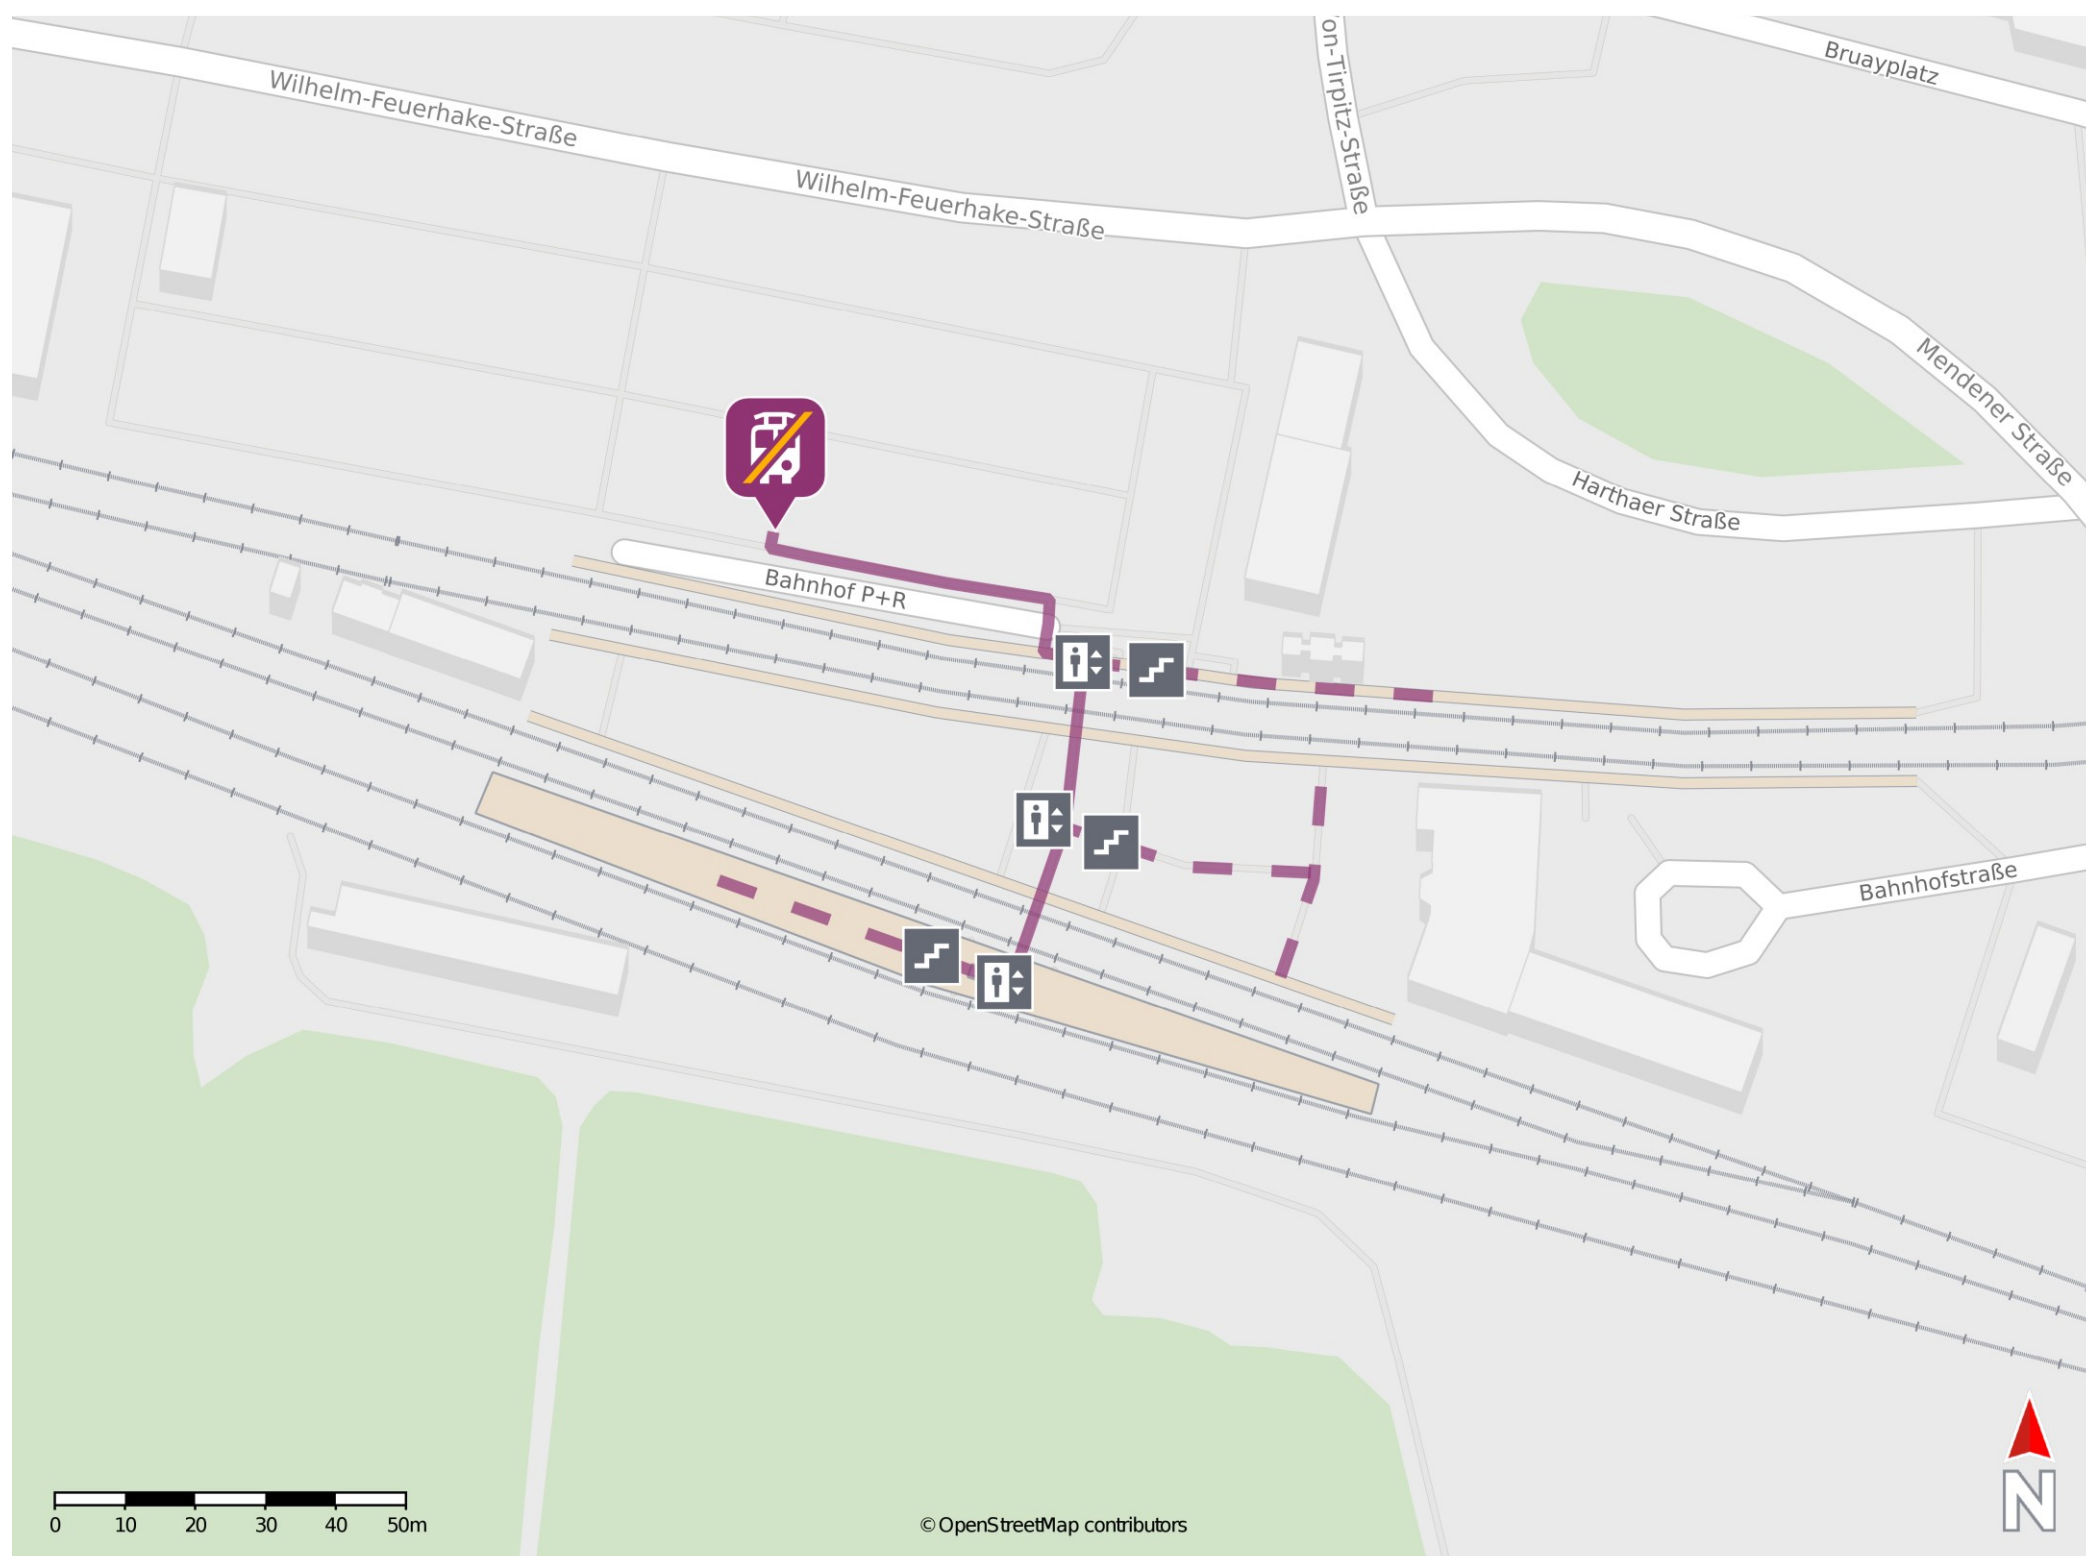 Bruayplatz
on-Tirpitz-Straße
Wilhelm-Feuerhake-Straße
Wilhelm-Feuerhake-Straße
Mendener Straße
Harthaer Straße
Bahnhof P+R
Bahnhofstraße
N
0 10 20 30 40 50m
© OpenStreetMap contributors